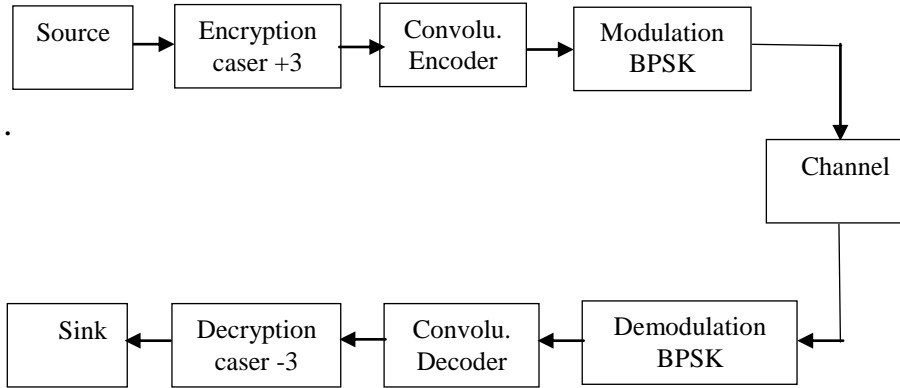 Source
Encryption
caser +3
Convolu.
Encoder
Modulation
BPSK
.
Channel
Demodulation
BPSK
Convolu.
Decoder
Decryption
caser -3
Sink